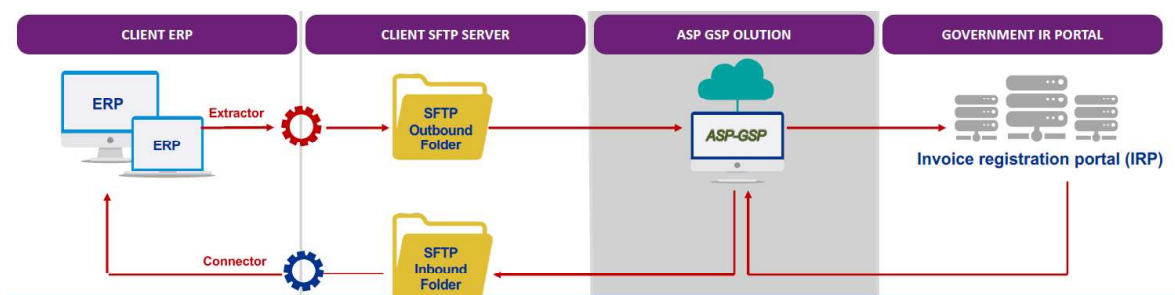 CLIENT ERP
CLIENT SFTP SERVER
ASP GSP OLUTION
GOVERNMENT IR PORTAL
ERP
ERP
Extractor
SFTP
Outbound
Folder
ASP-GSP
Invoice registration portal (IRP)
Connector
SFTP
Inbound
Folder